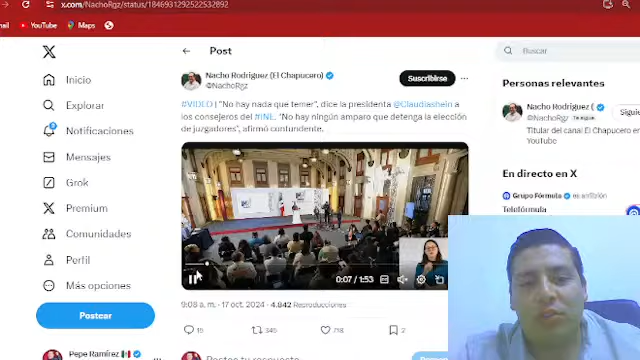 x.com/NachoRgz/status/1846931292522532892
YouTube
Maps
Post
Buscar
Inicio
Explorar
Notificaciones
Mensajes
Grok
Premium
Comunidades
Perfil
Más opciones
Postear
Pepe Ramírez
Nacho Rodríguez (El Chapucero)
@NachoRgz
Suscribirse
#VIDEO | "No hay nada que temer", dice la presidenta @Claudiashein a
los consejeros del #INE. "No hay ningún amparo que detenga la elección
de juzgadores", afirmó contundente.
0:07 / 1:53
9:08 a. m. · 17 oct. 2024 · 4.842 Reproducciones
15
345
718
2
Postea tu respuesta
Personas relevantes
Nacho Rodríguez (
@NachoRgz
Titular del canal El Chapucero en
YouTube
En directo en X
Grupo Fórmula
Telefórmula